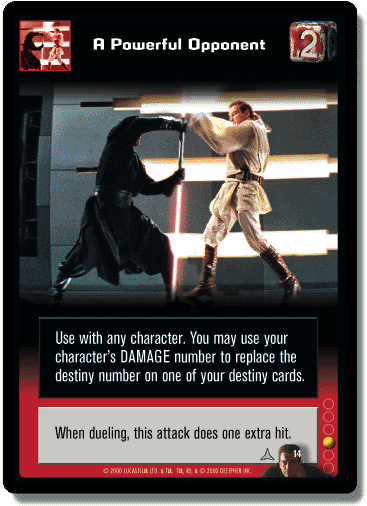 A Powerful Opponent
2
Use with any character. You may use your
character's DAMAGE number to replace the
destiny number on one of your destiny cards.
When dueling, this attack does one extra hit.
14
© 2000 LUCASFILM LTD. & TM. TM, ®, & © 2000 DECIPHER INC.